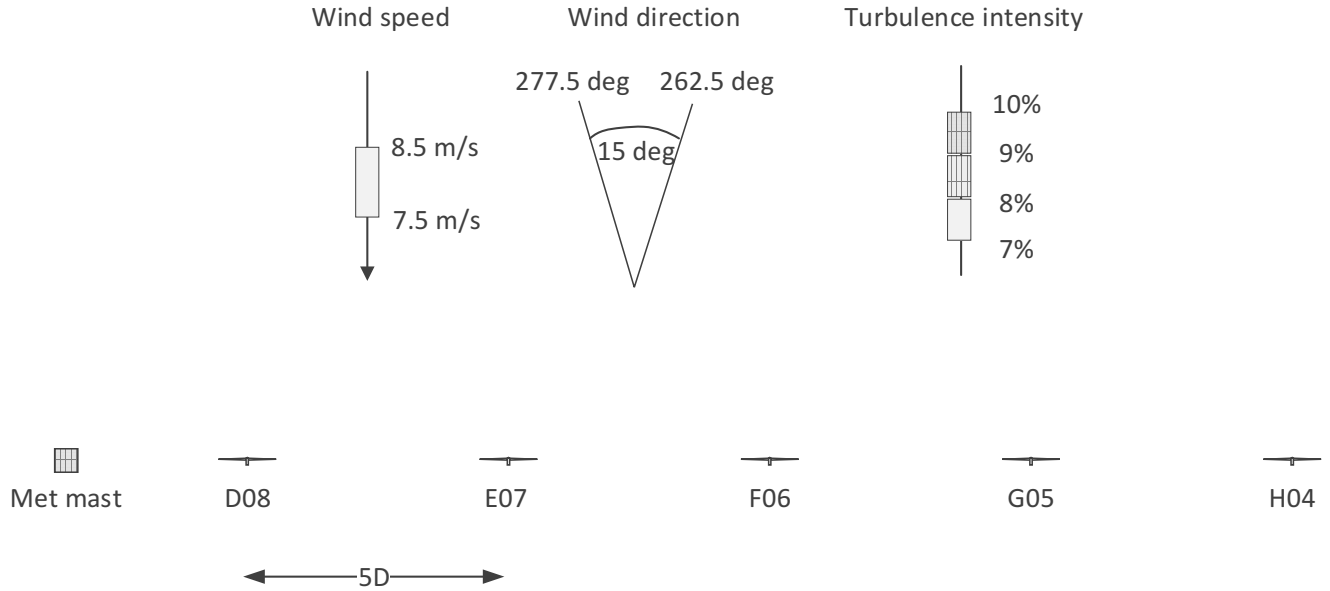 Wind speed
Wind direction
Turbulence intensity
277.5 deg
262.5 deg
15 deg
8.5 m/s
7.5 m/s
10%
9%
8%
7%
Met mast
D08
E07
F06
G05
H04
5D